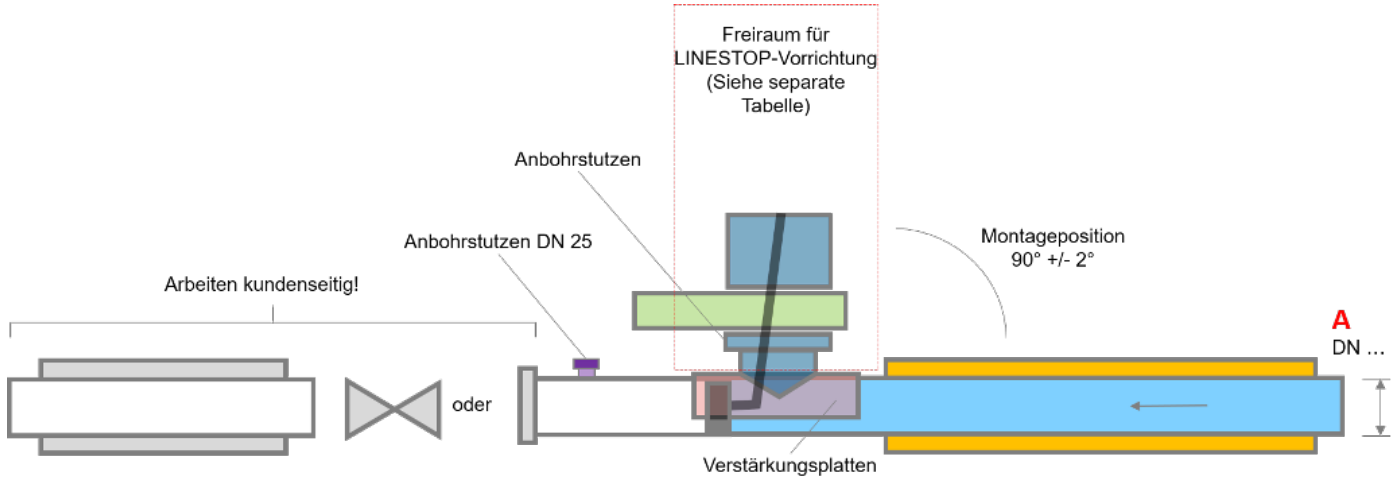 Freiraum für
LINESTOP-Vorrichtung
(Siehe separate
Tabelle)
Anbohrstutzen
Anbohrstutzen DN 25
Montageposition
90° +/- 2°
Arbeiten kundenseitig!
A
DN ...
oder
Verstärkungsplatten